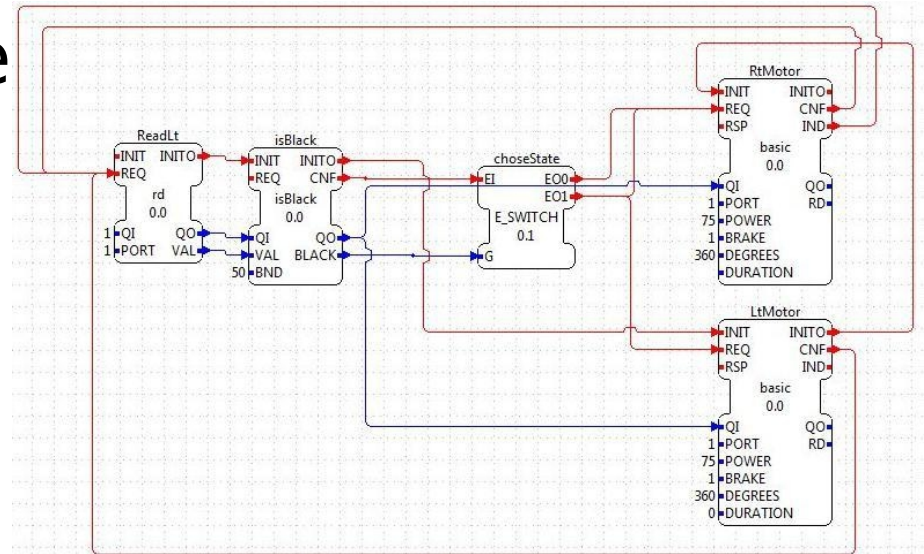 e
ReadLt
INIT INITO
REQ
rd
0.0
1 QI QO
1 PORT VAL
isBlack
INIT INITO
REQ CNF
isBlack
0.0
QI QO
VAL BLACK
50 BND
choseState
EI EO0
EO1
E_SWITCH
0.1
G
RtMotor
INIT INITO
REQ CNF
RSP IND
basic
0.0
QI QO
1 PORT RD
75 POWER
1 BRAKE
360 DEGREES
DURATION
LtMotor
INIT INITO
REQ CNF
RSP IND
basic
0.0
QI QO
1 PORT RD
75 POWER
1 BRAKE
360 DEGREES
0 DURATION